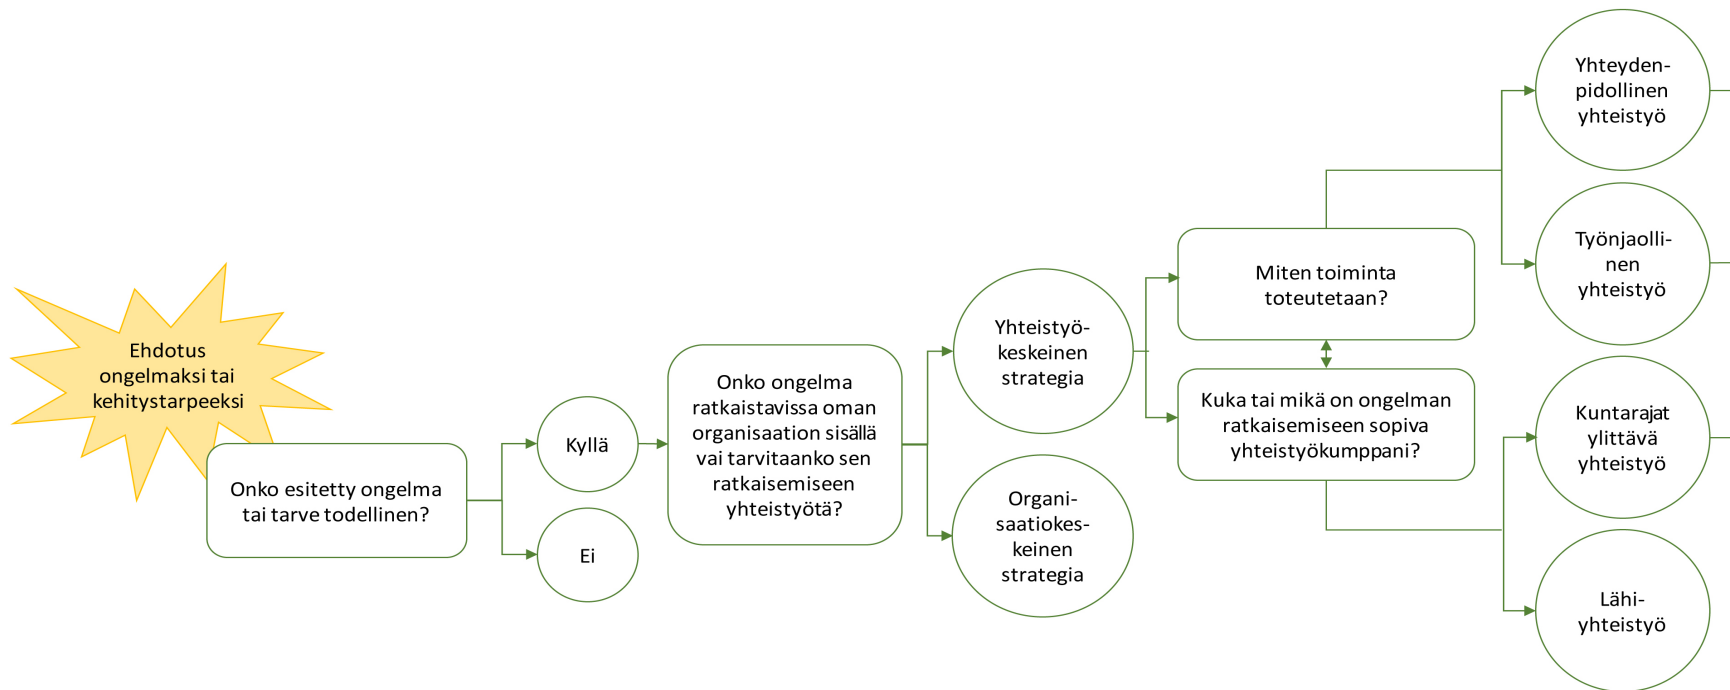 Ehdotus
ongelmaksi tai
kehitystarpeeksi
Onko esitetty ongelma
tai tarve todellinen?
Kyllä
Ei
Onko ongelma
ratkaistavissa oman
organisaation sisällä
vai tarvitaanko sen
ratkaisemiseen
yhteistyötä?
Yhteistyö-
keskeinen
strategia
Organi-
saatiokes-
keinen
strategia
Miten toiminta
toteutetaan?
Kuka tai mikä on ongelman
ratkaisemiseen sopiva
yhteistyökumppani?
Yhteyden-
pidollinen
yhteistyö
Työnjaolli-
nen
yhteistyö
Kuntarajat
ylittävä
yhteistyö
Lähi-
yhteistyö